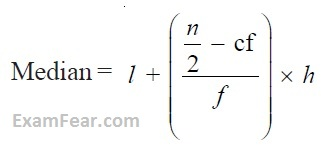 Median = l + ( (n/2 − cf) / f ) × h
ExamFear.com